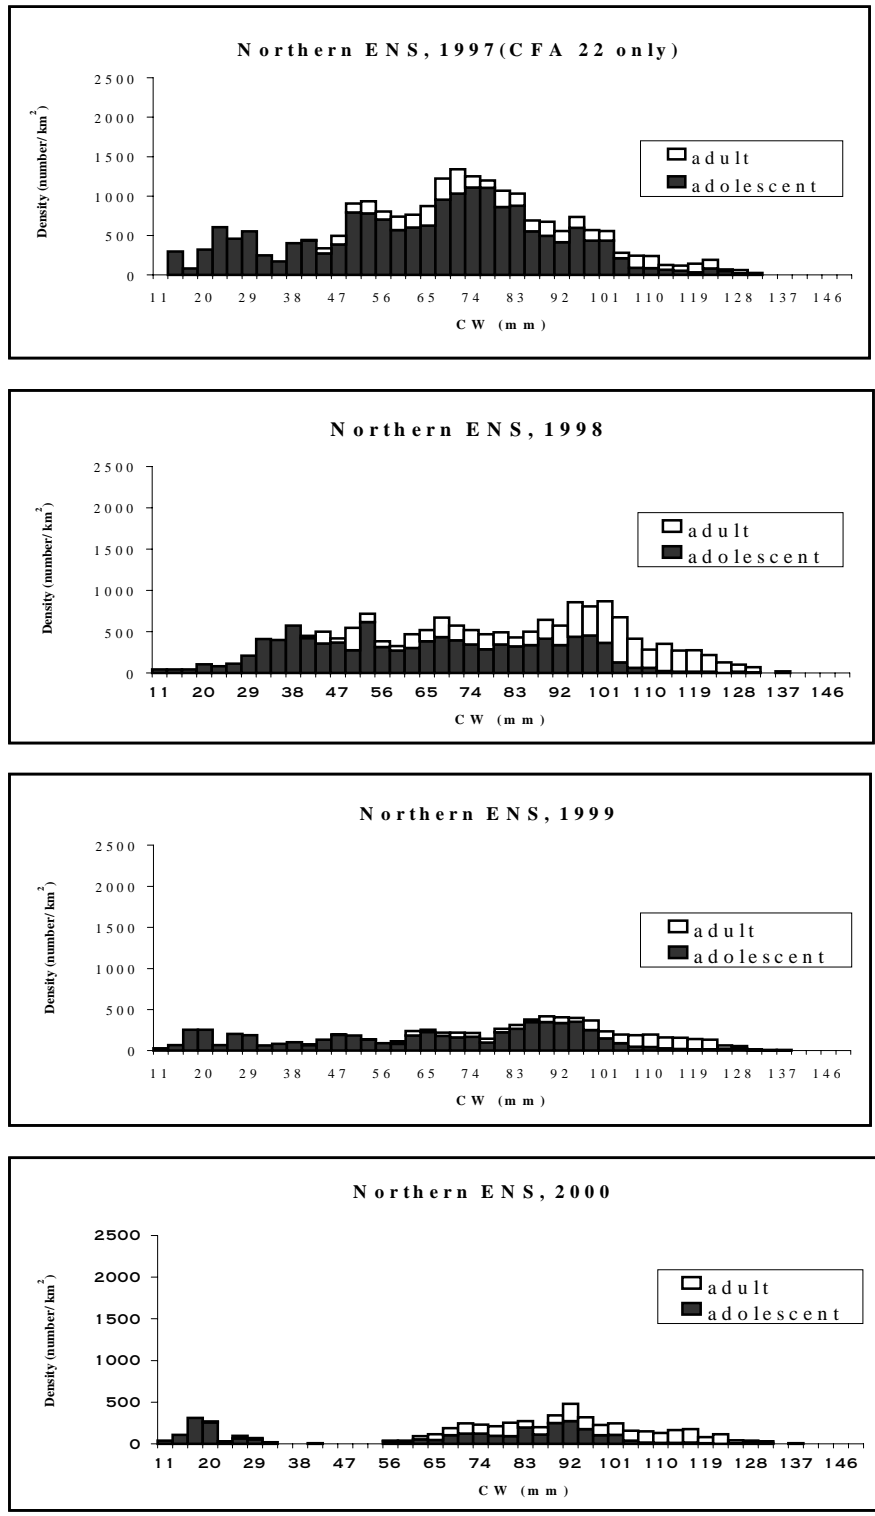 Northern ENS, 1997(CFA 22 only)
Density (number/km²)
2500
2000
1500
1000
500
0
adult
adolescent
11 20 29 38 47 56 65 74 83 92 101 110 119 128 137 146
CW (mm)
Northern ENS, 1998
Density (number/km²)
2500
2000
1500
1000
500
0
adult
adolescent
11 20 29 38 47 56 65 74 83 92 101 110 119 128 137 146
CW (mm)
Northern ENS, 1999
Density (number/km²)
2500
2000
1500
1000
500
0
adult
adolescent
11 20 29 38 47 56 65 74 83 92 101 110 119 128 137 146
CW (mm)
Northern ENS, 2000
Density (number/km²)
2500
2000
1500
1000
500
0
adult
adolescent
11 20 29 38 47 56 65 74 83 92 101 110 119 128 137 146
CW (mm)